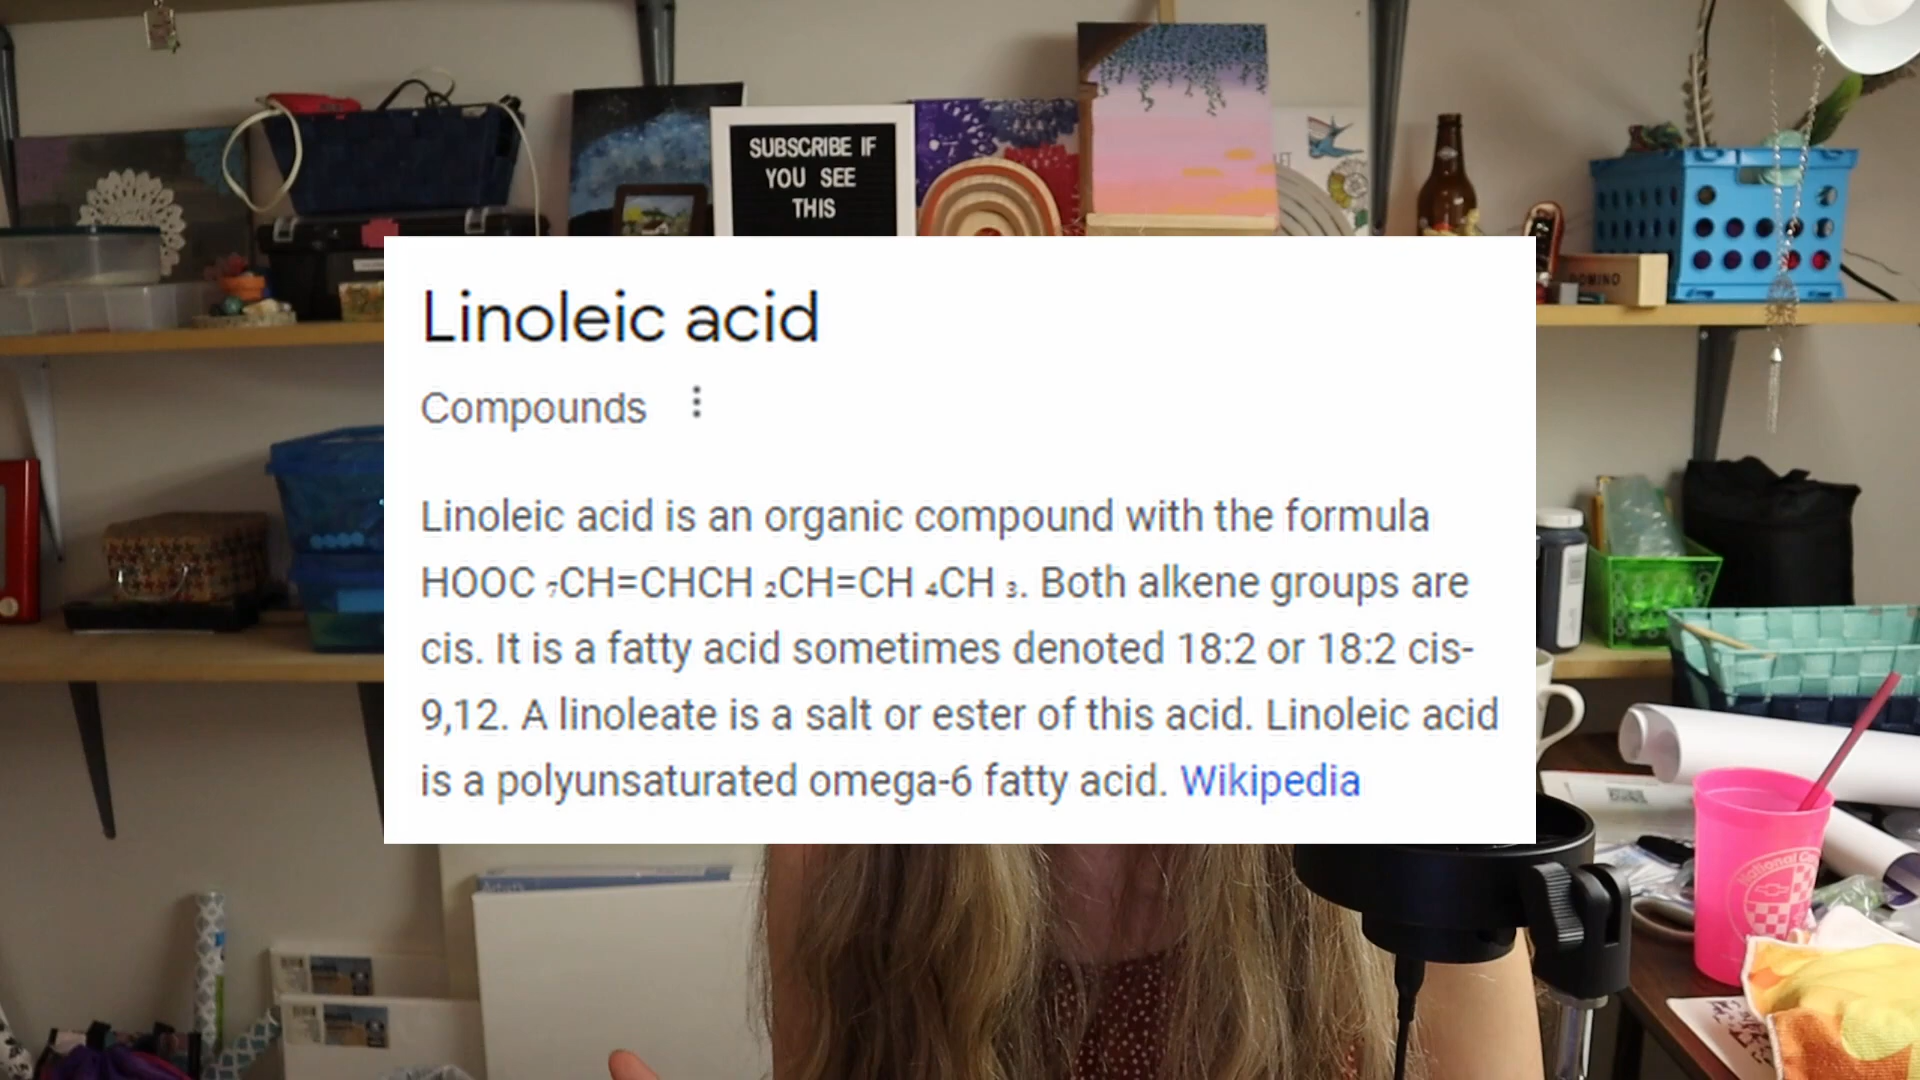 SUBSCRIBE IF
YOU SEE
THIS
DOMINO
Linoleic acid
Compounds
Linoleic acid is an organic compound with the formula
HOOC ₇CH=CHCH ₂CH=CH ₄CH ₃. Both alkene groups are
cis. It is a fatty acid sometimes denoted 18:2 or 18:2 cis-
9,12. A linoleate is a salt or ester of this acid. Linoleic acid
is a polyunsaturated omega-6 fatty acid. Wikipedia